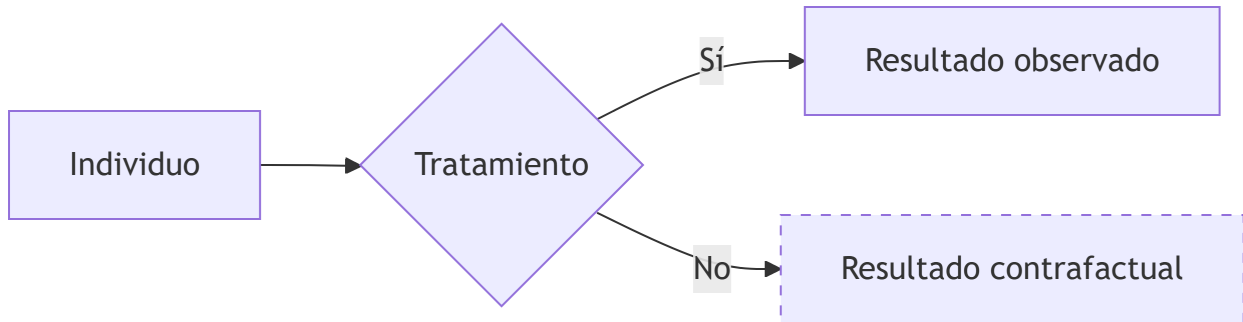 Individuo
Tratamiento
Sí
Resultado observado
No
Resultado contrafactual